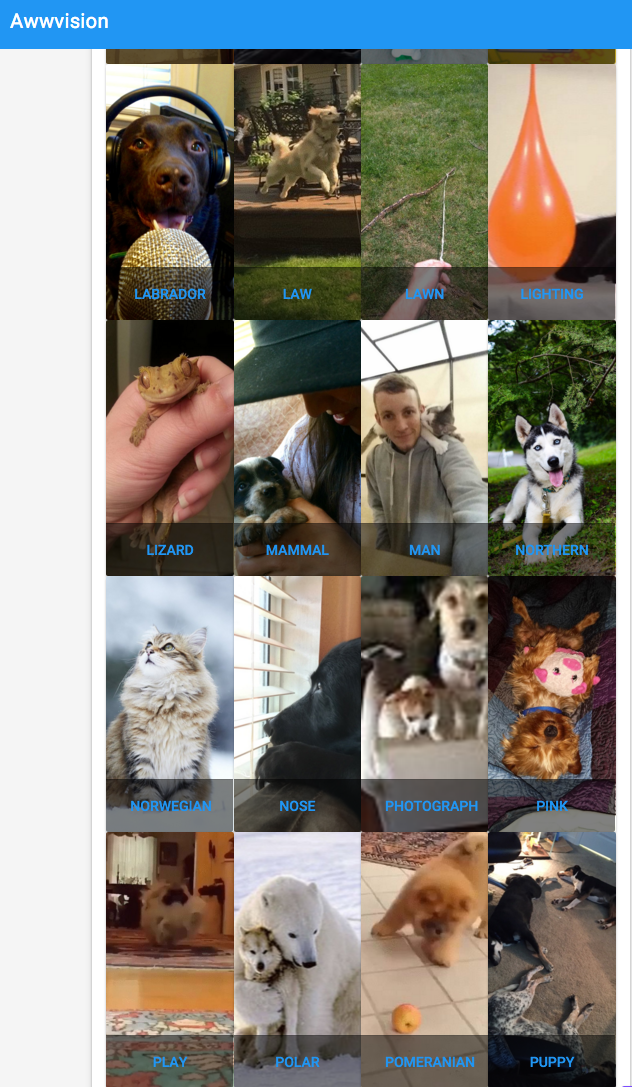 Awwvision
LABRADOR
LAW
LAWN
LIGHTING
LIZARD
MAMMAL
MAN
NORTHERN
NORWEGIAN
NOSE
PHOTOGRAPH
PINK
PLAY
POLAR
POMERANIAN
PUPPY